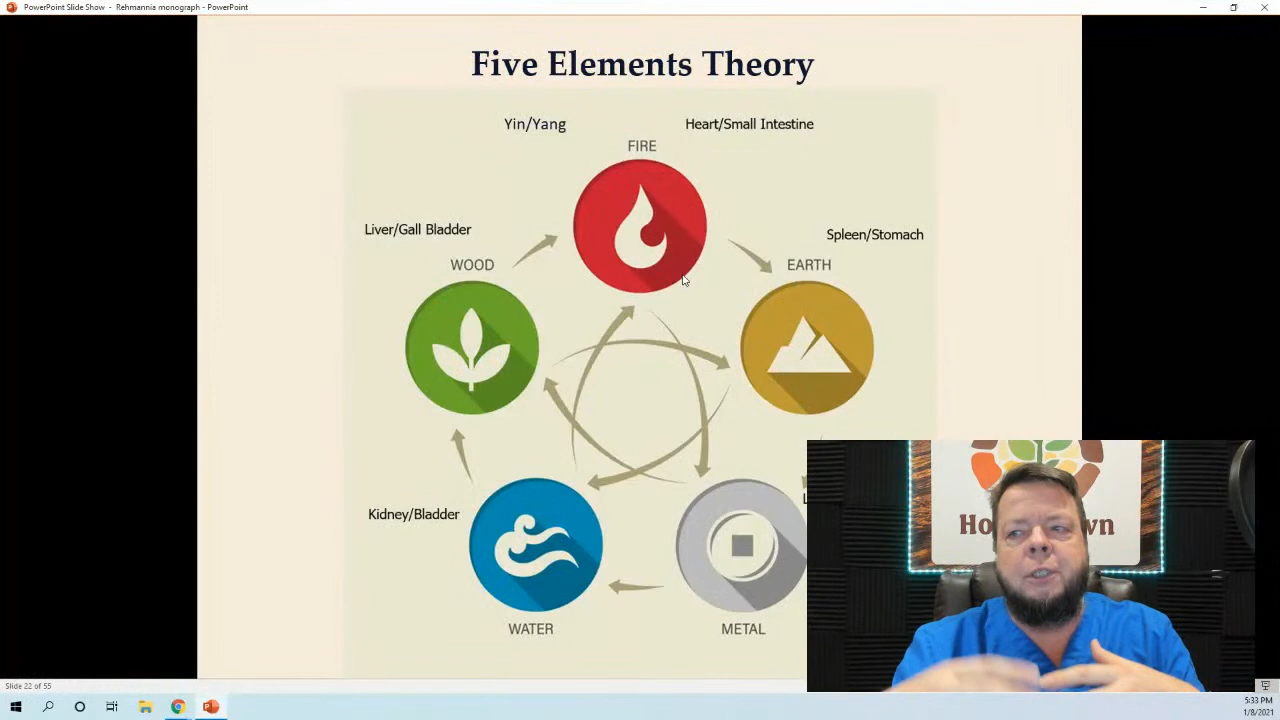 PowerPoint Slide Show - Rehmannia monograph - PowerPoint
Five Elements Theory
Yin/Yang
Heart/Small Intestine
FIRE
Liver/Gall Bladder
Spleen/Stomach
WOOD
EARTH
Kidney/Bladder
WATER
METAL
Slide 22 of 55
5:33 PM
1/8/2021